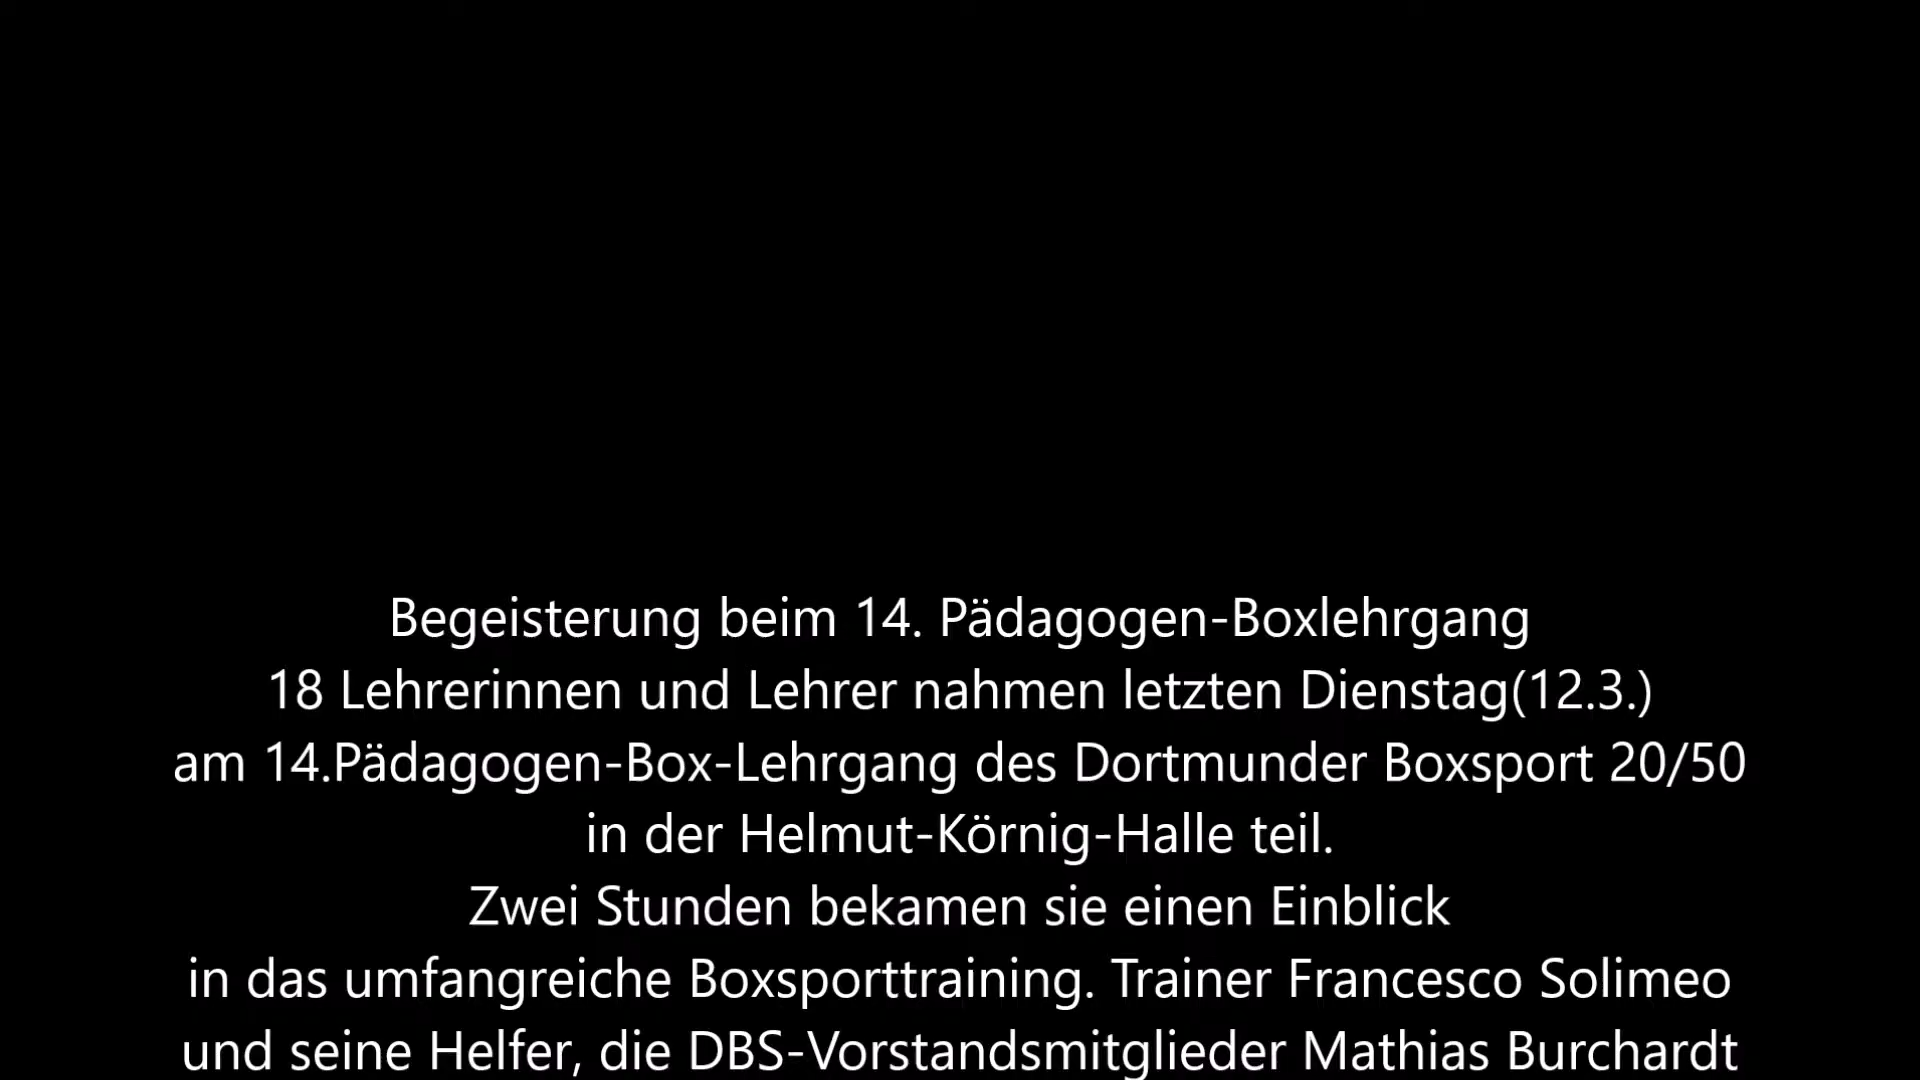 Begeisterung beim 14. Pädagogen-Boxlehrgang
18 Lehrerinnen und Lehrer nahmen letzten Dienstag(12.3.)
am 14.Pädagogen-Box-Lehrgang des Dortmunder Boxsport 20/50
in der Helmut-Körnig-Halle teil.
Zwei Stunden bekamen sie einen Einblick
in das umfangreiche Boxsporttraining. Trainer Francesco Solimeo
und seine Helfer, die DBS-Vorstandsmitglieder Mathias Burchardt